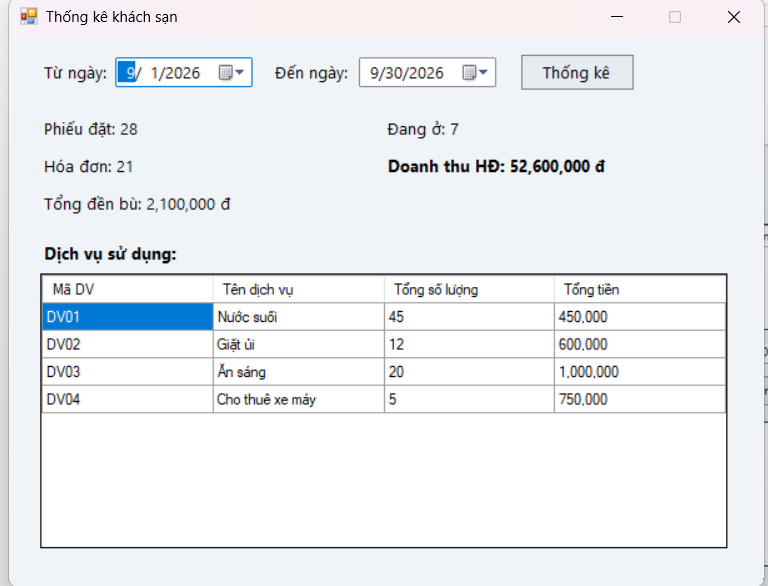 Thống kê khách sạn
Từ ngày: 9/ 1/2026 Đến ngày: 9/30/2026 Thống kê
Phiếu đặt: 28 Đang ở: 7
Hóa đơn: 21 Doanh thu HĐ: 52,600,000 đ
Tổng đền bù: 2,100,000 đ
Dịch vụ sử dụng:
Mã DV Tên dịch vụ Tổng số lượng Tổng tiền
DV01 Nước suối 45 450,000
DV02 Giặt ủi 12 600,000
DV03 Ăn sáng 20 1,000,000
DV04 Cho thuê xe máy 5 750,000